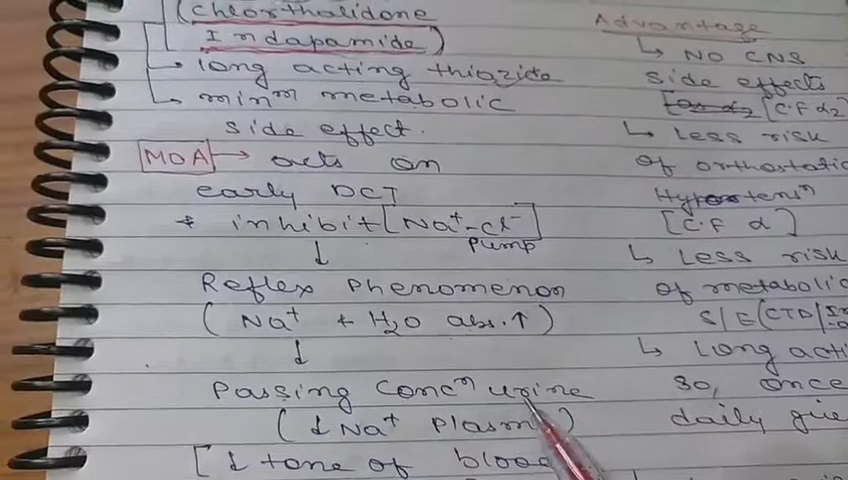 (Chlorthalidone
Indapamide)
→ long acting thiazide
→ minᵐ metabolic
side effect.
MOA → acts on
early DCT
* inhibit [Na⁺-Cl⁻]
Pump
↓
Reflex Phenomenon
(Na⁺ + H₂O abs.↑)
↓
Passing Concⁿ urine
(↓ Na⁺ Plasm )
[↓ tone of blood
Advantage
↳ NO CNS
side effects
[C.F α₂]
↳ Less risk
of orthostatic
Hypotensⁿ
[C.F α]
↳ Less risk
of metabolic
S/E (CTD/
↳ Long acti
so, once
daily give